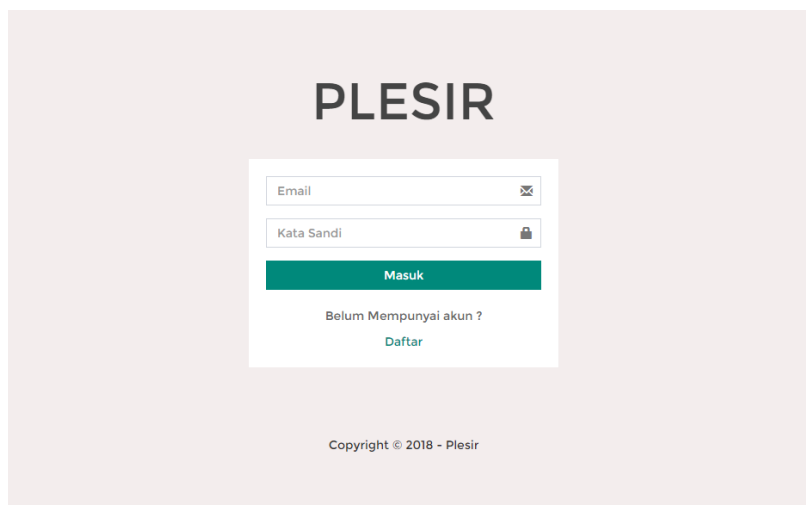 PLESIR
Email
Kata Sandi
Masuk
Belum Mempunyai akun ?
Daftar
Copyright © 2018 - Plesir